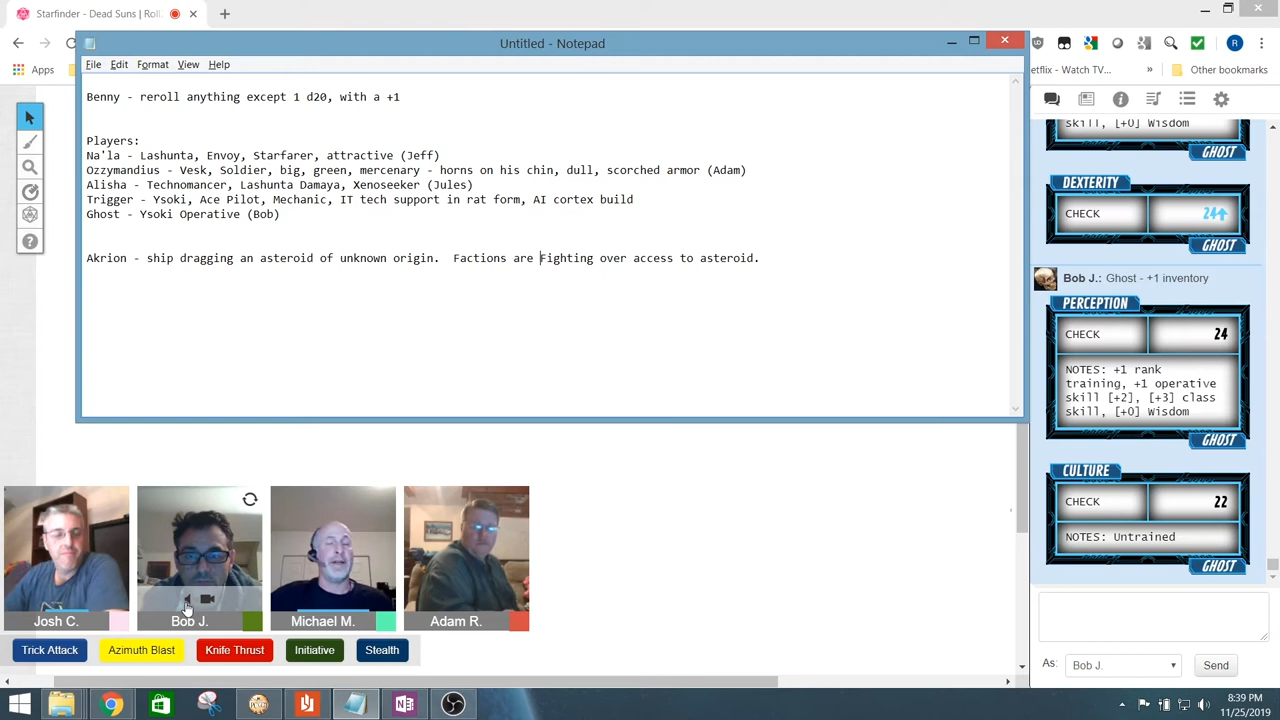 Starfinder - Dead Suns | Roll
Untitled - Notepad
Apps
etflix - Watch TV...
»
Other bookmarks
R
File Edit Format View Help
Benny - reroll anything except 1 d20, with a +1
Players:
Na'la - Lashunta, Envoy, Starfarer, attractive (Jeff)
Ozzymandius - Vesk, Soldier, big, green, mercenary - horns on his chin, dull, scorched armor (Adam)
Alisha - Technomancer, Lashunta Damaya, Xenoseeker (Jules)
Trigger - Ysoki, Ace Pilot, Mechanic, IT tech support in rat form, AI cortex build
Ghost - Ysoki Operative (Bob)
Akrion - ship dragging an asteroid of unknown origin.  Factions are Fighting over access to asteroid.
skill, [+0] Wisdom
GHOST
DEXTERITY
CHECK 24
GHOST
Bob J.: Ghost - +1 inventory
PERCEPTION
CHECK 24
NOTES: +1 rank
training, +1 operative
skill [+2], [+3] class
skill, [+0] Wisdom
GHOST
CULTURE
CHECK 22
NOTES: Untrained
GHOST
Josh C.
Bob J.
Michael M.
Adam R.
Trick Attack
Azimuth Blast
Knife Thrust
Initiative
Stealth
As: Bob J. Send
8:39 PM
11/25/2019